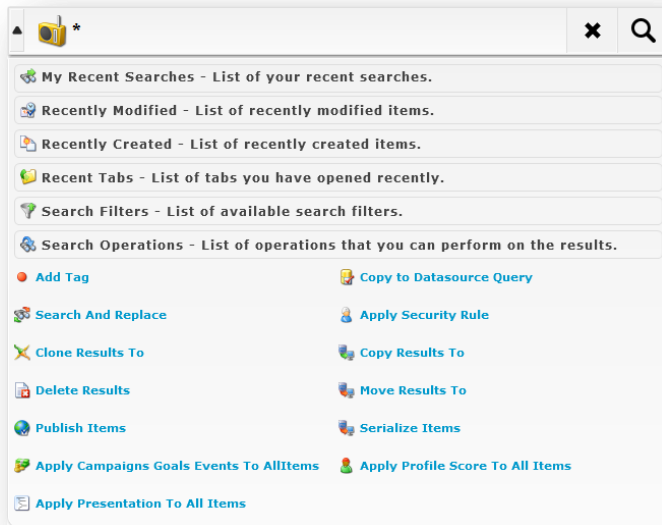 *
My Recent Searches - List of your recent searches.
Recently Modified - List of recently modified items.
Recently Created - List of recently created items.
Recent Tabs - List of tabs you have opened recently.
Search Filters - List of available search filters.
Search Operations - List of operations that you can perform on the results.
Add Tag
Copy to Datasource Query
Search And Replace
Apply Security Rule
Clone Results To
Copy Results To
Delete Results
Move Results To
Publish Items
Serialize Items
Apply Campaigns Goals Events To AllItems
Apply Profile Score To All Items
Apply Presentation To All Items